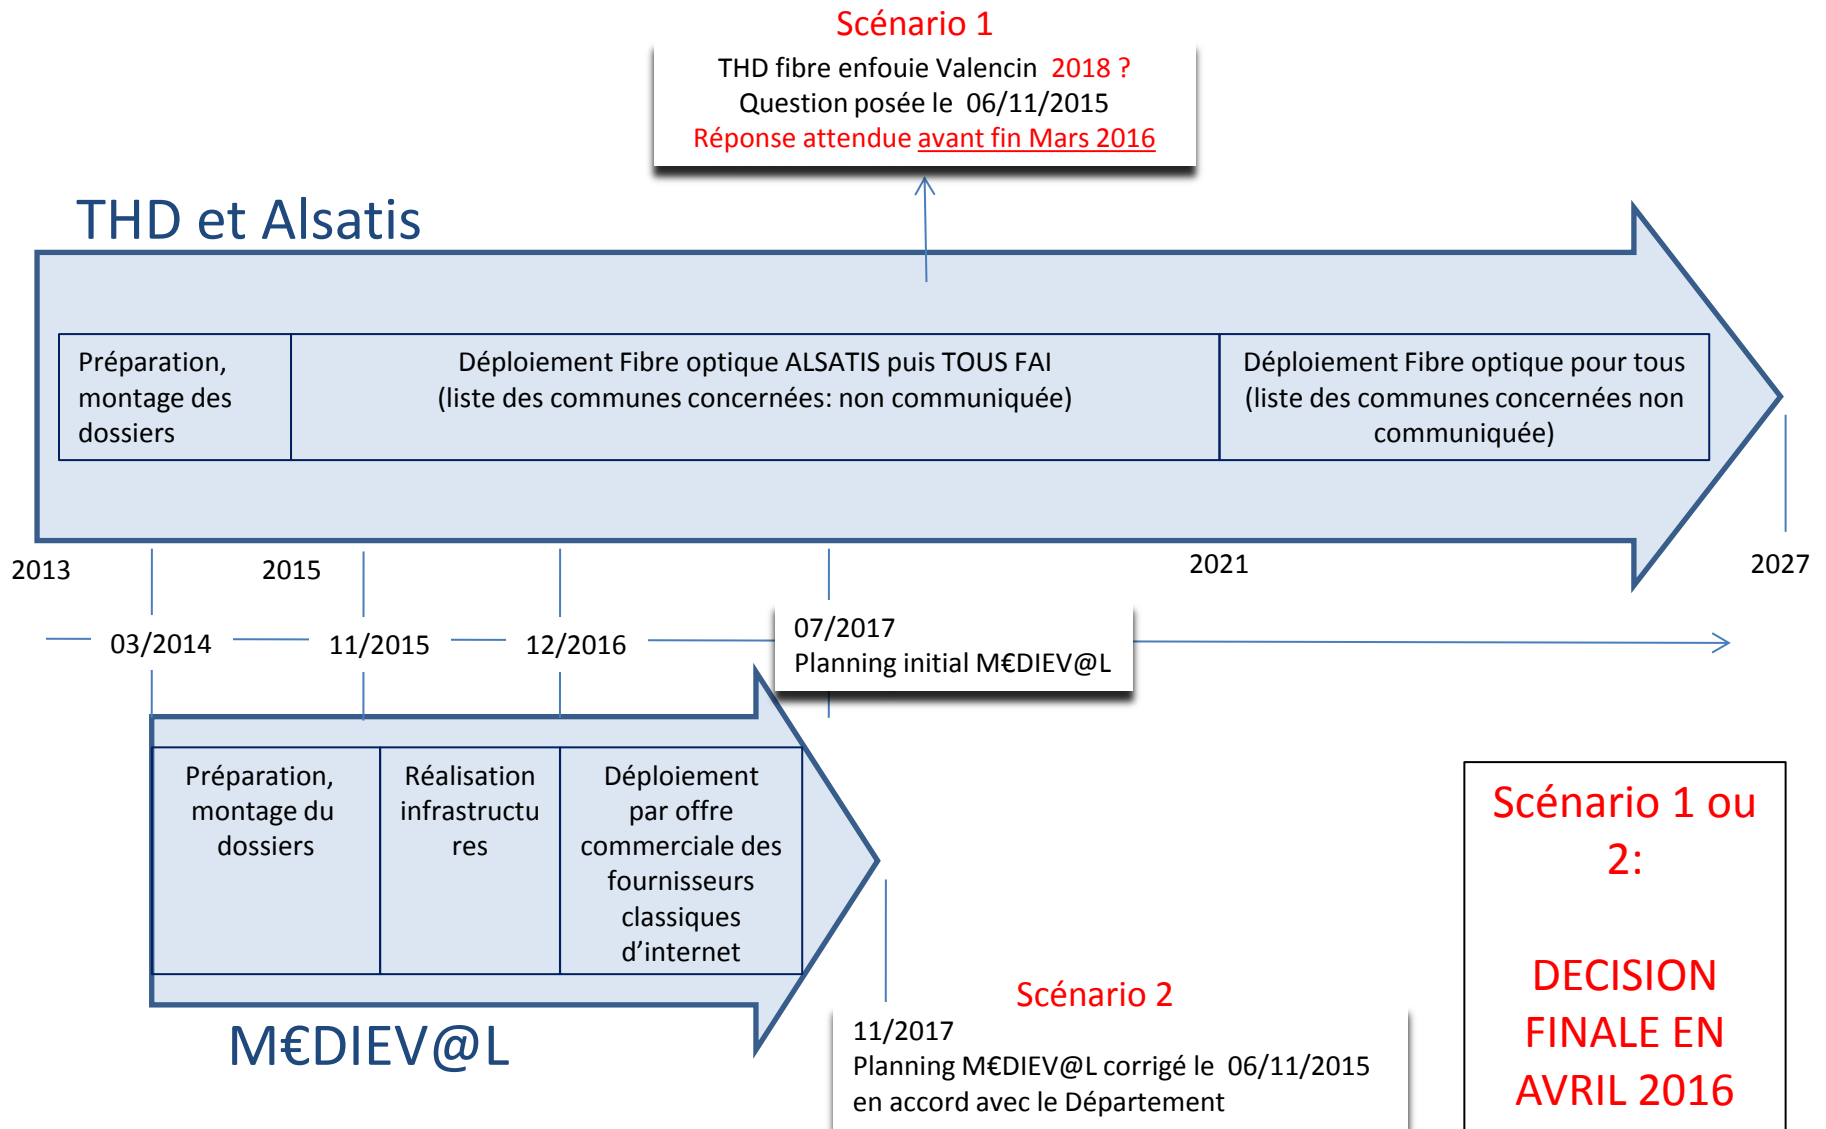 Scénario 1
THD fibre enfouie Valencin 2018 ?
Question posée le 06/11/2015
Réponse attendue avant fin Mars 2016
THD et Alsatis
Préparation,
montage des
dossiers
Déploiement Fibre optique ALSATIS puis TOUS FAI
(liste des communes concernées: non communiquée)
Déploiement Fibre optique pour tous
(liste des communes concernées non
communiquée)
2013
2015
2021
2027
03/2014
11/2015
12/2016
07/2017
Planning initial M€DIEV@L
Préparation,
montage du
dossiers
Réalisation
infrastructu
res
Déploiement
par offre
commerciale des
fournisseurs
classiques
d’internet
M€DIEV@L
Scénario 2
11/2017
Planning M€DIEV@L corrigé le 06/11/2015
en accord avec le Département
Scénario 1 ou
2:
DECISION
FINALE EN
AVRIL 2016